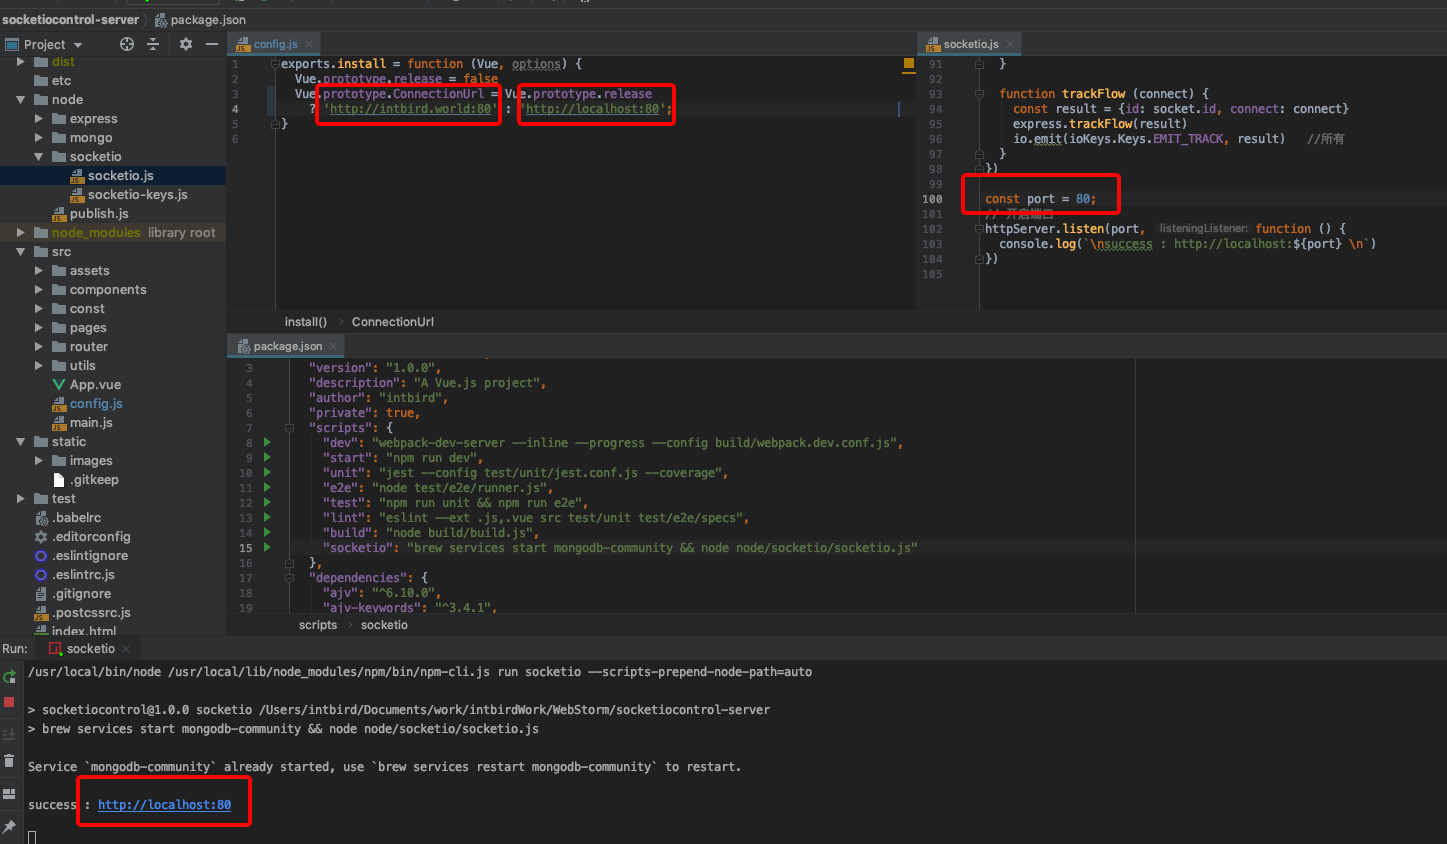 socketiocontrol-server
package.json
Project
dist
etc
node
express
mongo
socketio
socketio.js
socketio-keys.js
publish.js
node_modules library root
src
assets
components
const
pages
router
utils
App.vue
config.js
main.js
static
images
.gitkeep
test
.babelrc
.editorconfig
.eslintignore
.eslintrc.js
.gitignore
.postcssrc.js
index.html
config.js
1 exports.install = function (Vue, options) {
2 Vue.prototype.release = false
3 Vue.prototype.ConnectionUrl = Vue.prototype.release
4 ? 'http://intbird.world:80' : 'http://localhost:80';
5 }
6
install() › ConnectionUrl
socketio.js
91 }
92
93 function trackFlow (connect) {
94 const result = {id: socket.id, connect: connect}
95 express.trackFlow(result)
96 io.emit(ioKeys.Keys.EMIT_TRACK, result) //所有
97 }
98 })
99
100 const port = 80;
101 // 开启端口
102 httpServer.listen(port, listeningListener: function () {
103 console.log(`\nsuccess : http://localhost:${port} \n`)
104 })
105
package.json
3 "version": "1.0.0",
4 "description": "A Vue.js project",
5 "author": "intbird",
6 "private": true,
7 "scripts": {
8 "dev": "webpack-dev-server --inline --progress --config build/webpack.dev.conf.js",
9 "start": "npm run dev",
10 "unit": "jest --config test/unit/jest.conf.js --coverage",
11 "e2e": "node test/e2e/runner.js",
12 "test": "npm run unit && npm run e2e",
13 "lint": "eslint --ext .js,.vue src test/unit test/e2e/specs",
14 "build": "node build/build.js",
15 "socketio": "brew services start mongodb-community && node node/socketio/socketio.js"
16 },
17 "dependencies": {
18 "ajv": "^6.10.0",
19 "ajv-keywords": "^3.4.1",
scripts › socketio
Run: socketio
/usr/local/bin/node /usr/local/lib/node_modules/npm/bin/npm-cli.js run socketio --scripts-prepend-node-path=auto
> socketiocontrol@1.0.0 socketio /Users/intbird/Documents/work/intbirdWork/WebStorm/socketiocontrol-server
> brew services start mongodb-community && node node/socketio/socketio.js
Service `mongodb-community` already started, use `brew services restart mongodb-community` to restart.
success : http://localhost:80